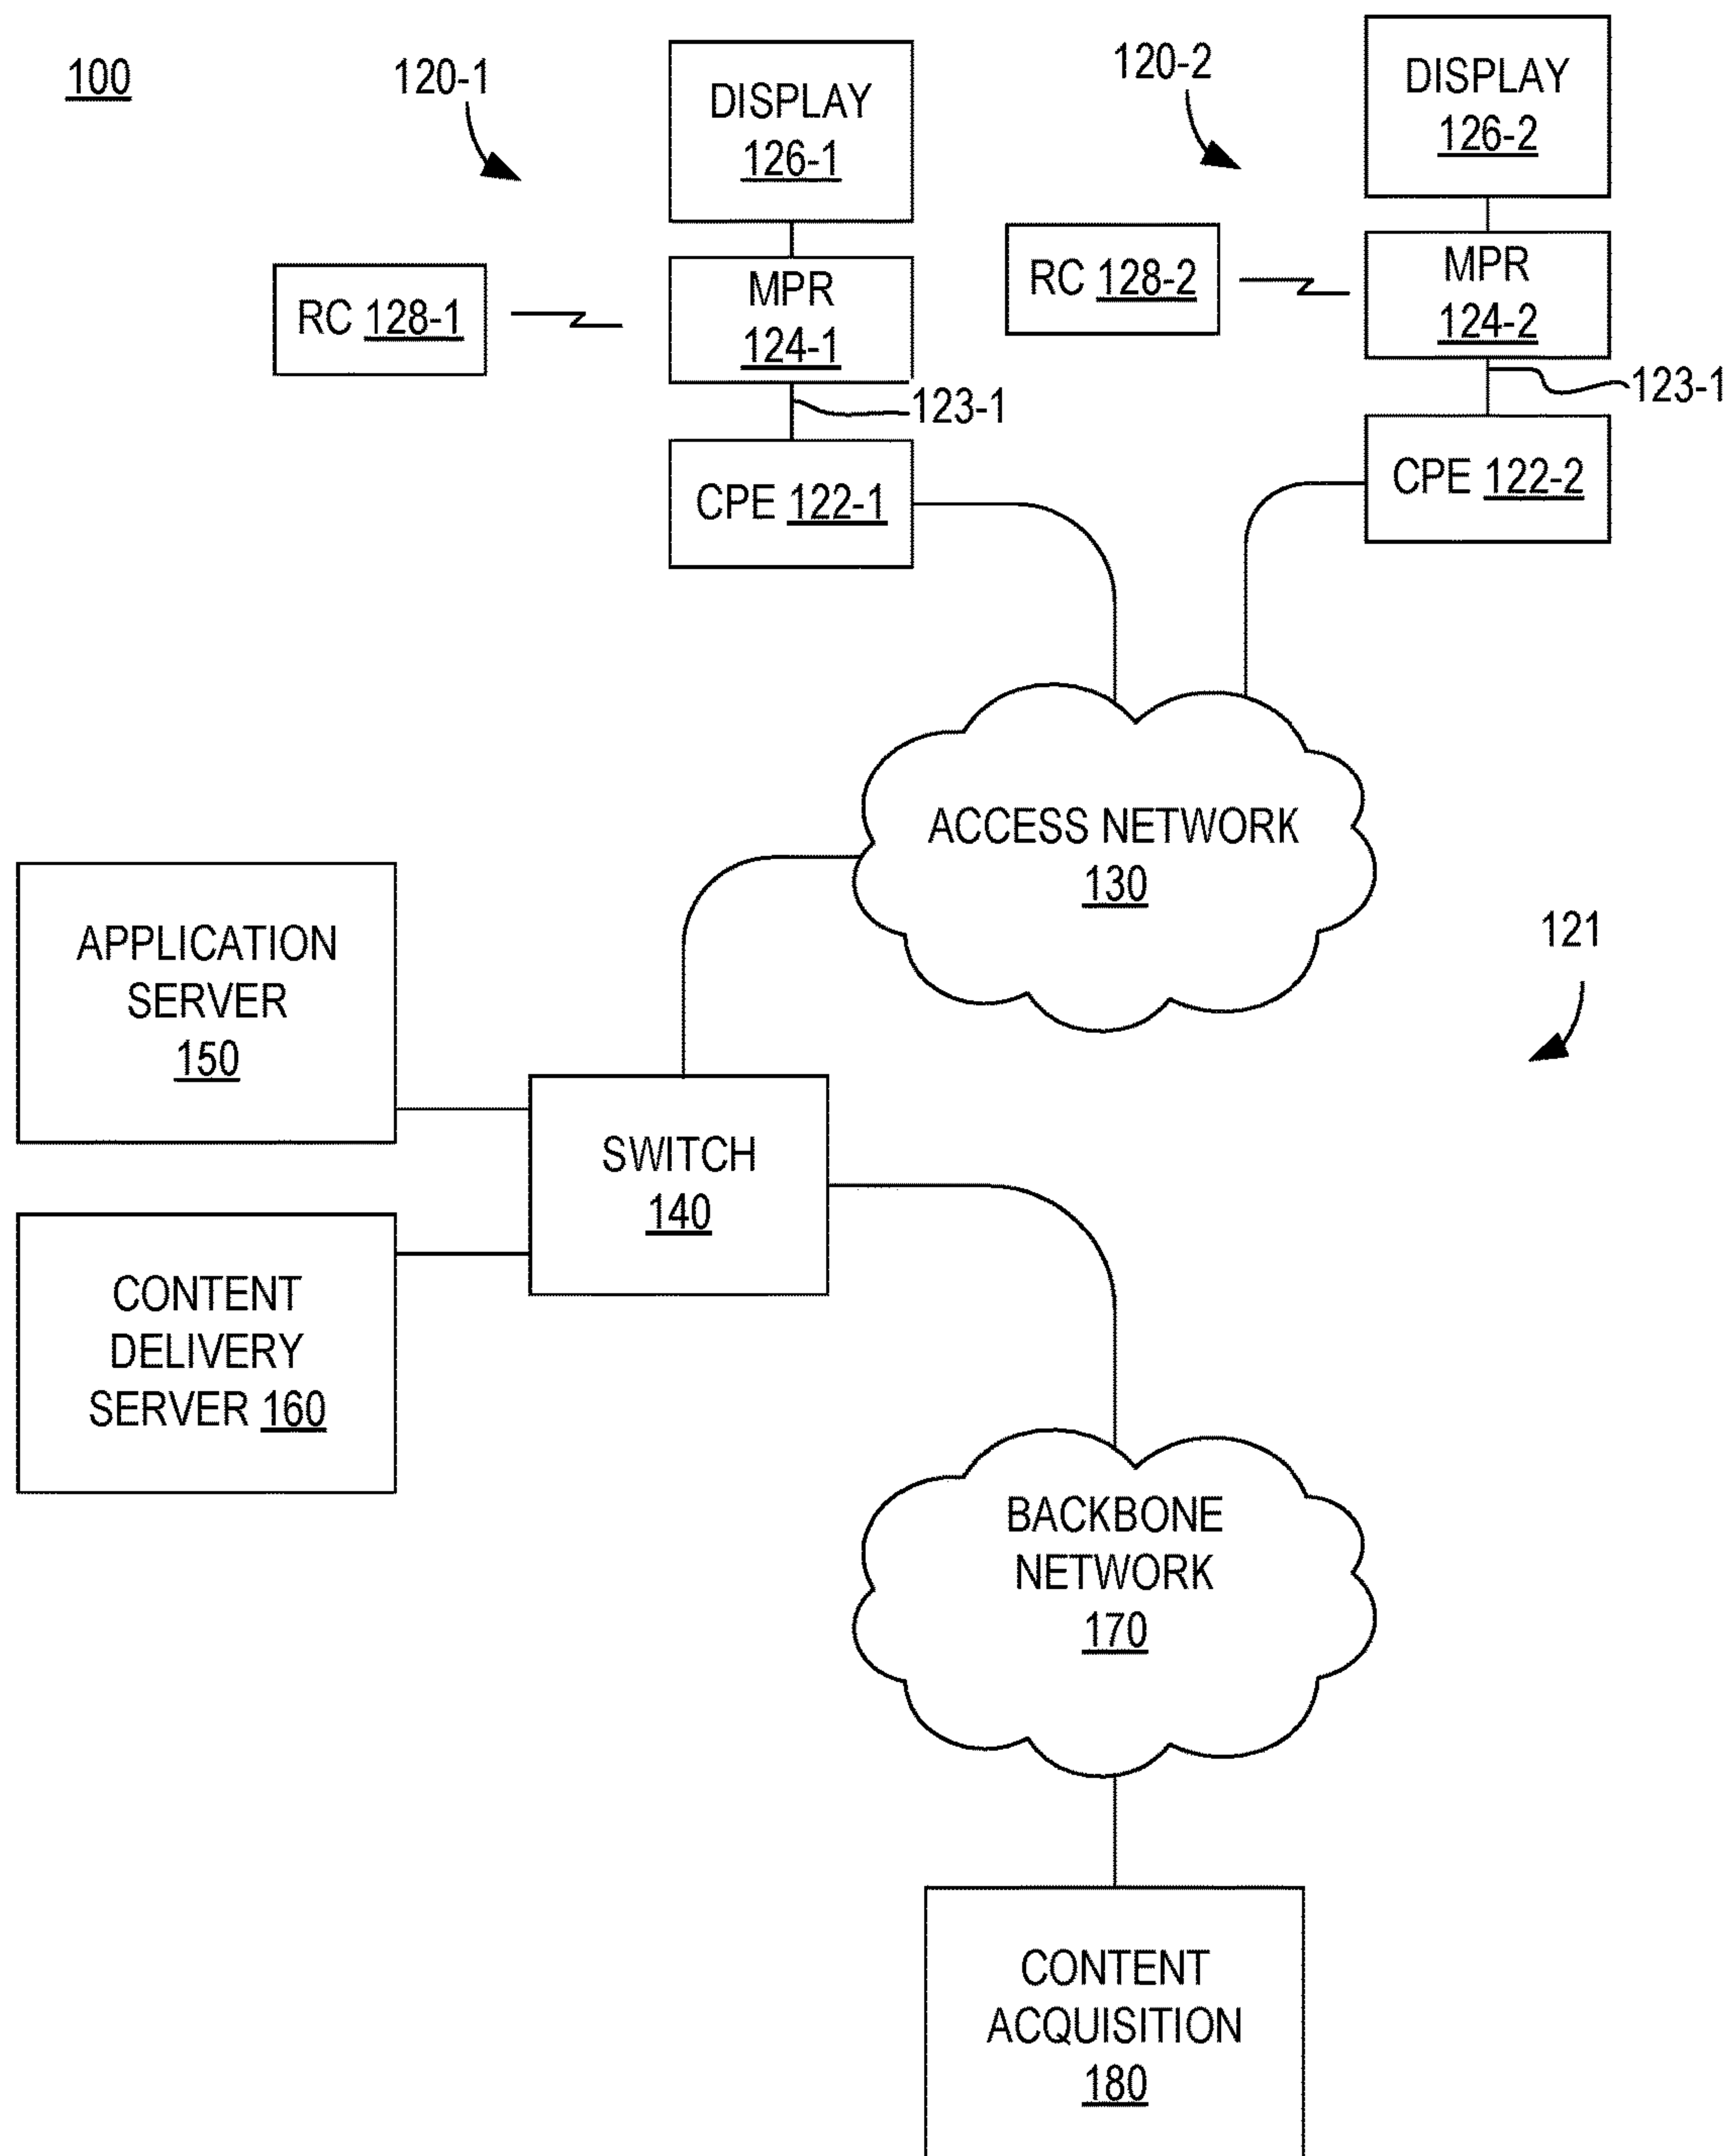 100
120-1
DISPLAY
126-1
120-2
DISPLAY
126-2
RC 128-1
MPR
124-1
RC 128-2
MPR
124-2
123-1
123-1
CPE 122-1
CPE 122-2
ACCESS NETWORK
130
121
APPLICATION
SERVER
150
SWITCH
140
CONTENT
DELIVERY
SERVER 160
BACKBONE
NETWORK
170
CONTENT
ACQUISITION
180